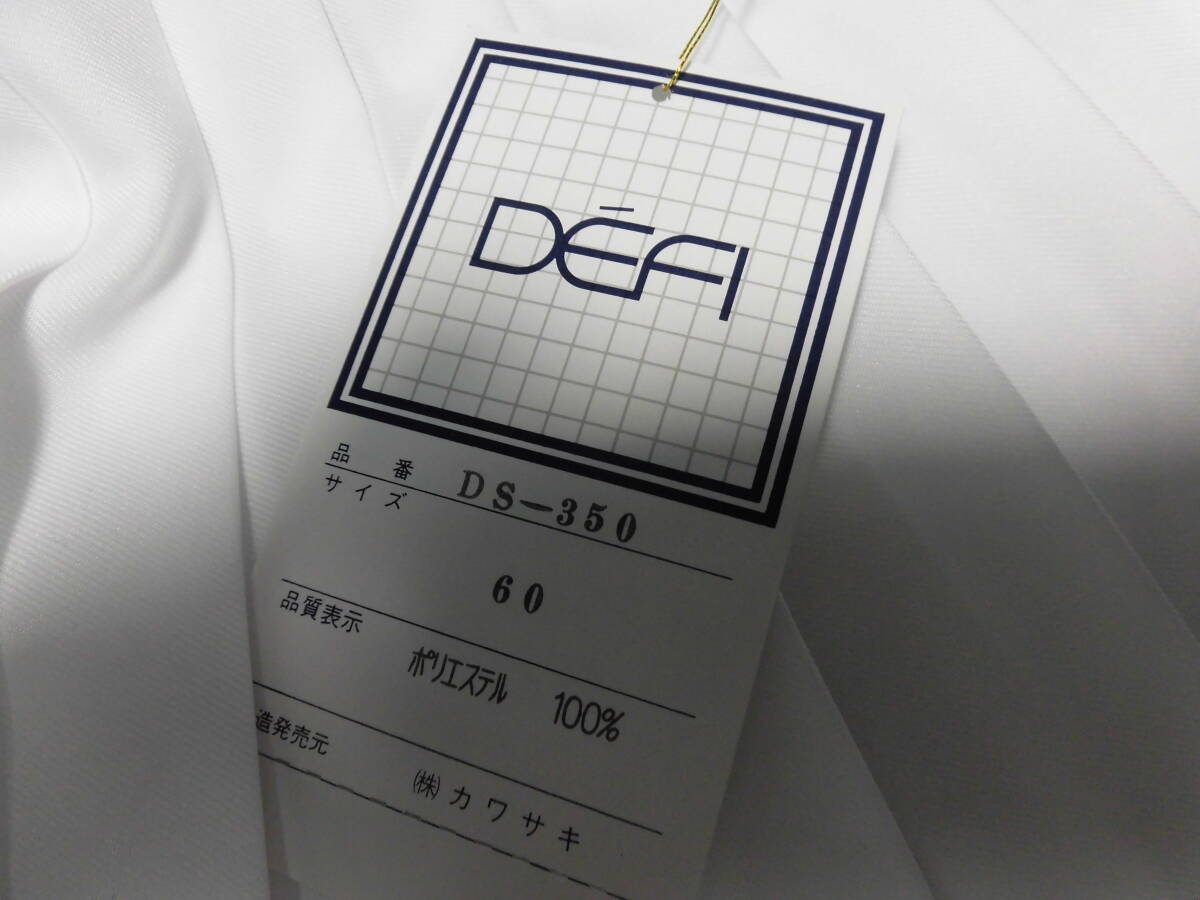 DÉFI
品番 DS-350
サイズ
60
品質表示
ポリエステル 100%
造発売元
(株)カワサキ